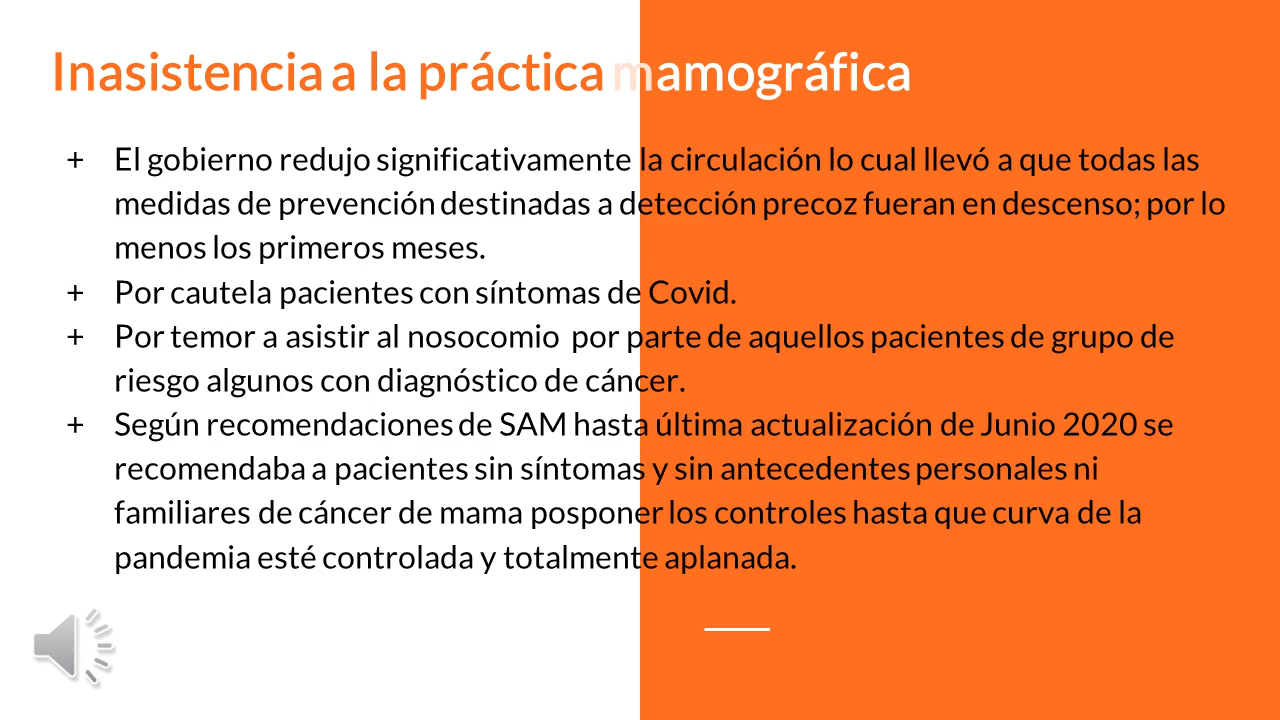 Inasistencia a la práctica mamográfica
+ El gobierno redujo significativamente la circulación lo cual llevó a que todas las
medidas de prevención destinadas a detección precoz fueran en descenso; por lo
menos los primeros meses.
+ Por cautela pacientes con síntomas de Covid.
+ Por temor a asistir al nosocomio por parte de aquellos pacientes de grupo de
riesgo algunos con diagnóstico de cáncer.
+ Según recomendaciones de SAM hasta última actualización de Junio 2020 se
recomendaba a pacientes sin síntomas y sin antecedentes personales ni
familiares de cáncer de mama posponer los controles hasta que curva de la
pandemia esté controlada y totalmente aplanada.